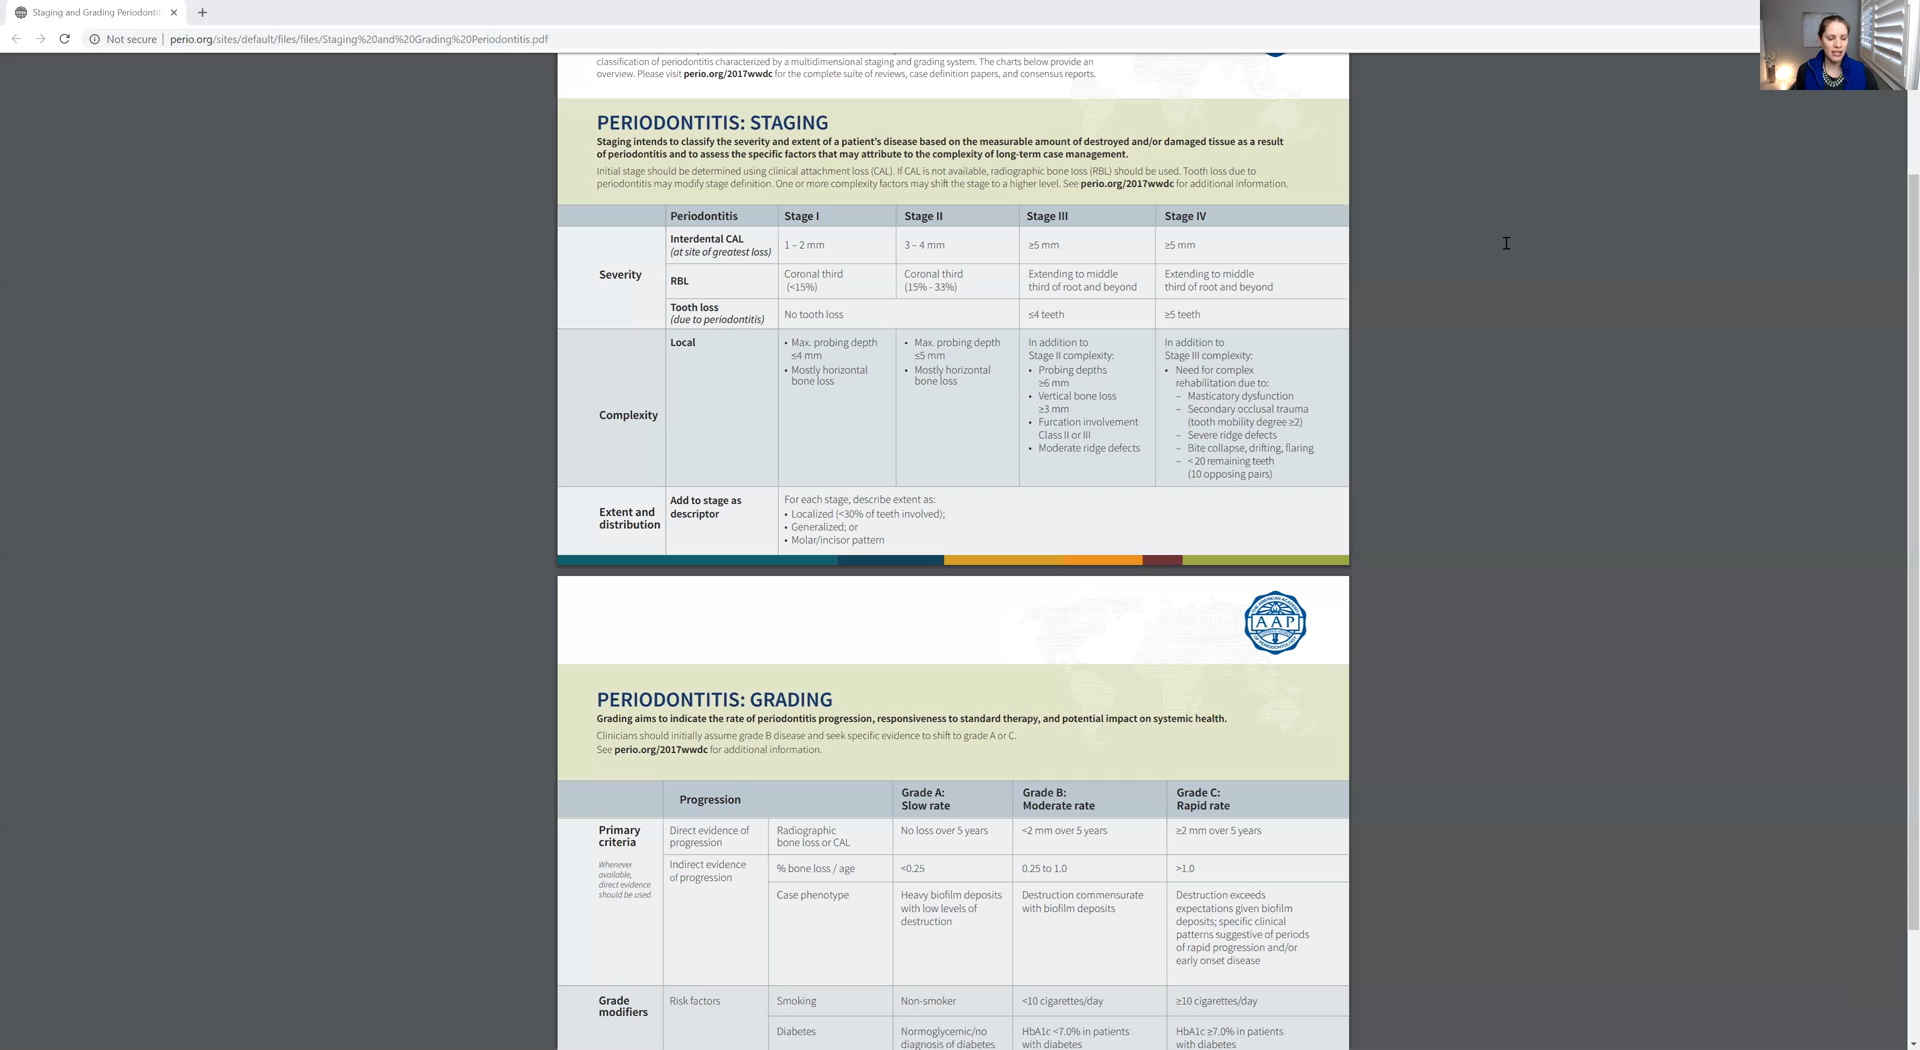 Staging and Grading Periodontit
Not secure
perio.org/sites/default/files/files/Staging%20and%20Grading%20Periodontitis.pdf
classification of periodontitis characterized by a multidimensional staging and grading system. The charts below provide an
overview. Please visit perio.org/2017wwdc for the complete suite of reviews, case definition papers, and consensus reports.
PERIODONTITIS: STAGING
Staging intends to classify the severity and extent of a patient's disease based on the measurable amount of destroyed and/or damaged tissue as a result
of periodontitis and to assess the specific factors that may attribute to the complexity of long-term case management.
Initial stage should be determined using clinical attachment loss (CAL). If CAL is not available, radiographic bone loss (RBL) should be used. Tooth loss due to
periodontitis may modify stage definition. One or more complexity factors may shift the stage to a higher level. See perio.org/2017wwdc for additional information.
Periodontitis Stage I Stage II Stage III Stage IV
Severity
Interdental CAL
(at site of greatest loss)
1 – 2 mm
3 – 4 mm
≥5 mm
≥5 mm
RBL
Coronal third
(<15%)
Coronal third
(15% - 33%)
Extending to middle
third of root and beyond
Extending to middle
third of root and beyond
Tooth loss
(due to periodontitis)
No tooth loss
≤4 teeth
≥5 teeth
Complexity
Local
• Max. probing depth
≤4 mm
• Mostly horizontal
bone loss
• Max. probing depth
≤5 mm
• Mostly horizontal
bone loss
In addition to
Stage II complexity:
• Probing depths
≥6 mm
• Vertical bone loss
≥3 mm
• Furcation involvement
Class II or III
• Moderate ridge defects
In addition to
Stage III complexity:
• Need for complex
rehabilitation due to:
– Masticatory dysfunction
– Secondary occlusal trauma
(tooth mobility degree ≥2)
– Severe ridge defects
– Bite collapse, drifting, flaring
– < 20 remaining teeth
(10 opposing pairs)
Extent and
distribution
Add to stage as
descriptor
For each stage, describe extent as:
• Localized (<30% of teeth involved);
• Generalized; or
• Molar/incisor pattern
THE AMERICAN ACADEMY
AAP
OF PERIODONTOLOGY
PERIODONTITIS: GRADING
Grading aims to indicate the rate of periodontitis progression, responsiveness to standard therapy, and potential impact on systemic health.
Clinicians should initially assume grade B disease and seek specific evidence to shift to grade A or C.
See perio.org/2017wwdc for additional information.
Progression
Grade A:
Slow rate
Grade B:
Moderate rate
Grade C:
Rapid rate
Primary
criteria
Whenever
available,
direct evidence
should be used.
Direct evidence of
progression
Radiographic
bone loss or CAL
No loss over 5 years
<2 mm over 5 years
≥2 mm over 5 years
Indirect evidence
of progression
% bone loss / age
<0.25
0.25 to 1.0
>1.0
Case phenotype
Heavy biofilm deposits
with low levels of
destruction
Destruction commensurate
with biofilm deposits
Destruction exceeds
expectations given biofilm
deposits; specific clinical
patterns suggestive of periods
of rapid progression and/or
early onset disease
Grade
modifiers
Risk factors
Smoking
Non-smoker
<10 cigarettes/day
≥10 cigarettes/day
Diabetes
Normoglycemic/no
diagnosis of diabetes
HbA1c <7.0% in patients
with diabetes
HbA1c ≥7.0% in patients
with diabetes